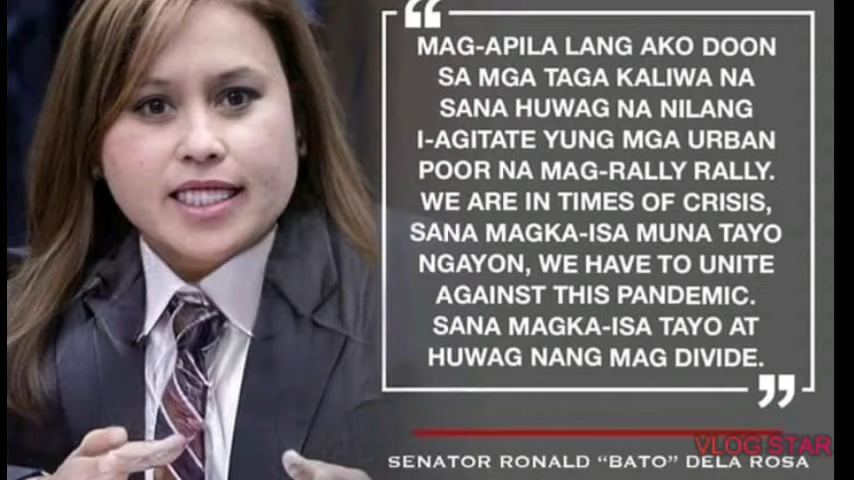 “
MAG-APILA LANG AKO DOON
SA MGA TAGA KALIWA NA
SANA HUWAG NA NILANG
I-AGITATE YUNG MGA URBAN
POOR NA MAG-RALLY RALLY.
WE ARE IN TIMES OF CRISIS,
SANA MAGKA-ISA MUNA TAYO
NGAYON, WE HAVE TO UNITE
AGAINST THIS PANDEMIC.
SANA MAGKA-ISA TAYO AT
HUWAG NANG MAG DIVIDE.
”
VLOG STAR
SENATOR RONALD “BATO” DELA ROSA